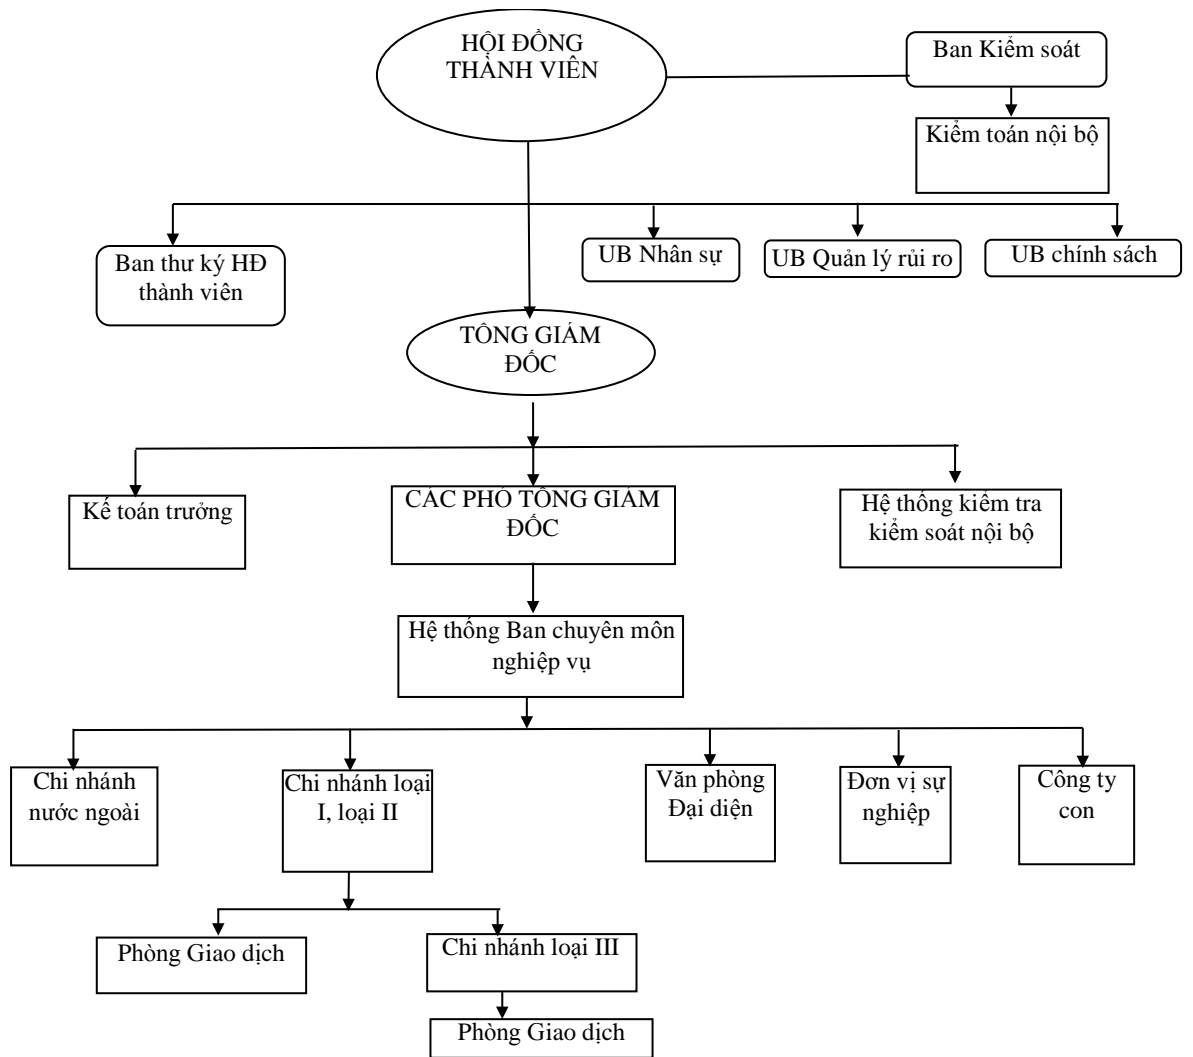 HỘI ĐỒNG
THÀNH VIÊN
Ban Kiểm soát
Kiểm toán nội bộ
Ban thư ký HĐ
thành viên
UB Nhân sự
UB Quản lý rủi ro
UB chính sách
TỔNG GIÁM
ĐỐC
Kế toán trưởng
CÁC PHÓ TỔNG GIÁM
ĐỐC
Hệ thống kiểm tra
kiểm soát nội bộ
Hệ thống Ban chuyên môn
nghiệp vụ
Chi nhánh
nước ngoài
Chi nhánh loại
I, loại II
Văn phòng
Đại diện
Đơn vị sự
nghiệp
Công ty
con
Phòng Giao dịch
Chi nhánh loại III
Phòng Giao dịch